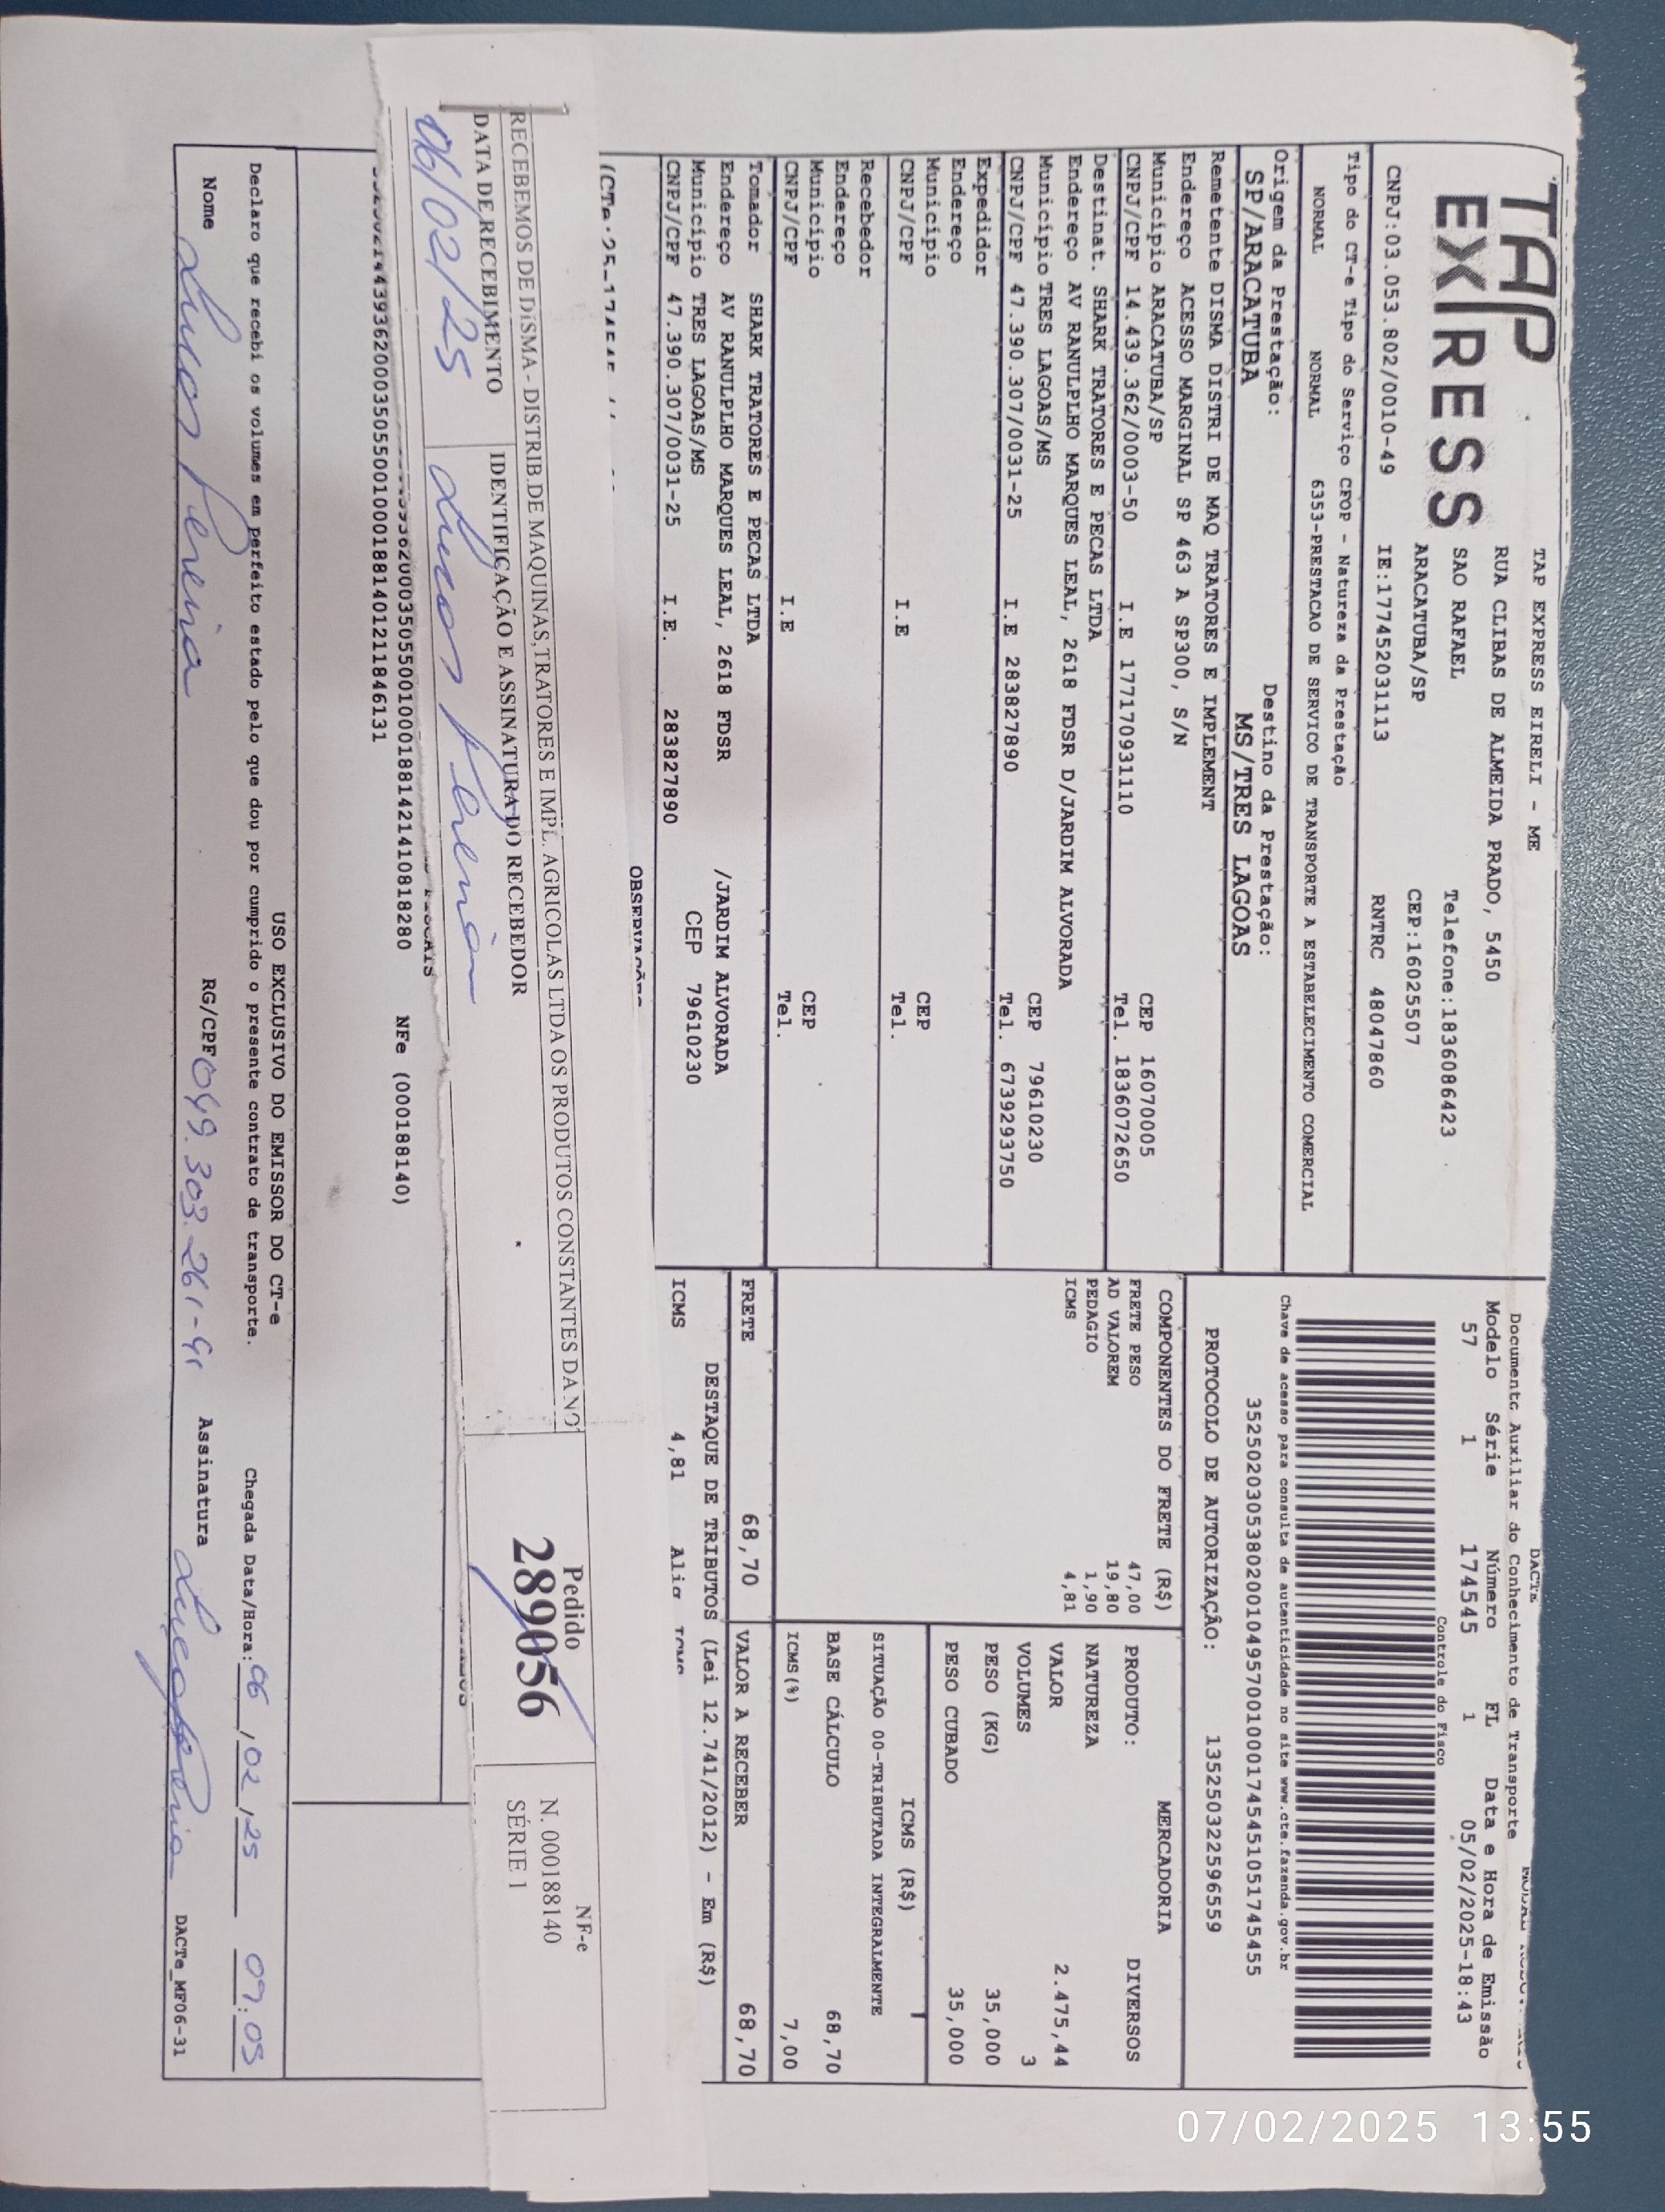 TAP
EXPRESS
TAP EXPRESS EIRELI - ME
RUA CLIBAS DE ALMEIDA PRADO, 5450
SAO RAFAEL Telefone:1836086423
ARACATUBA/SP CEP:16025507
CNPJ:03.053.802/0010-49 IE:177452031113 RNTRC 48047860
Tipo do CT-e Tipo do Serviço CFOP - Natureza da Prestação
NORMAL NORMAL 6353-PRESTACAO DE SERVICO DE TRANSPORTE A ESTABELECIMENTO COMERCIAL
Origem da Prestação: Destino da Prestação:
SP/ARACATUBA MS/TRES LAGOAS
Remetente DISMA DISTRI DE MAQ TRATORES E IMPLEMENT
Endereço ACESSO MARGINAL SP 463 A SP300, S/N
Município ARACATUBA/SP CEP 16070005
CNPJ/CPF 14.439.362/0003-50 I.E 177170931110 Tel. 1836072650
Destinat. SHARK TRATORES E PECAS LTDA
Endereço AV RANULPLHO MARQUES LEAL, 2618 FDSR D/JARDIM ALVORADA
Município TRES LAGOAS/MS CEP 79610230
CNPJ/CPF 47.390.307/0031-25 I.E 283827890 Tel. 6739293750
Expedidor
Endereço
Município CEP
CNPJ/CPF I.E Tel.
Recebedor
Endereço
Município CEP
CNPJ/CPF I.E Tel.
Tomador SHARK TRATORES E PECAS LTDA
Endereço AV RANULPLHO MARQUES LEAL, 2618 FDSR /JARDIM ALVORADA
Município TRES LAGOAS/MS CEP 79610230
CNPJ/CPF 47.390.307/0031-25 I.E. 283827890
DACTe
Documento Auxiliar do Conhecimento de Transporte
Modelo Série Número FL Data e Hora de Emissão
57 1 17454 1 05/02/2025-18:43
Controle do Fisco
Chave de acesso para consulta de autenticidade no site www.cte.fazenda.gov.br
35250203053802001049570010000174545105174545​5
PROTOCOLO DE AUTORIZAÇÃO: 135250322596559
COMPONENTES DO FRETE (R$)
FRETE PESO 47,00
AD VALOREM 19,80
PEDAGIO 1,90
ICMS 4,81
MERCADORIA
PRODUTO: DIVERSOS
NATUREZA
VALOR 2.475,44
VOLUMES 3
PESO (KG) 35,000
PESO CUBADO 35,000
ICMS (R$)
SITUAÇÃO 00-TRIBUTADA INTEGRALMENTE
BASE CÁLCULO 68,70
ICMS(%) 7,00
FRETE 68,70 VALOR A RECEBER 68,70
DESTAQUE DE TRIBUTOS (Lei 12.741/2012) - Em (R$)
ICMS 4,81
RECEBEMOS DE DISMA - DISTRIB.DE MAQUINAS,TRATORES E IMPL. AGRICOLAS LTDA OS PRODUTOS CONSTANTES DA
DATA DE RECEBIMENTO IDENTIFICAÇÃO E ASSINATURA DO RECEBEDOR
06/02/25 Lucas Pereira
Pedido
289056
NF-e
N. 000188140
SÉRIE 1
NFe (000188140)
USO EXCLUSIVO DO EMISSOR DO CT-e
Declaro que recebi os volumes em perfeito estado pelo que dou por cumprido o presente contrato de transporte. Chegada Data/Hora: 06/02/25 09:05
Nome Lucas Pereira RG/CPF 049.303.261-91 Assinatura Lucas Pereira
DACTe_MF06-31
07/02/2025 13:55